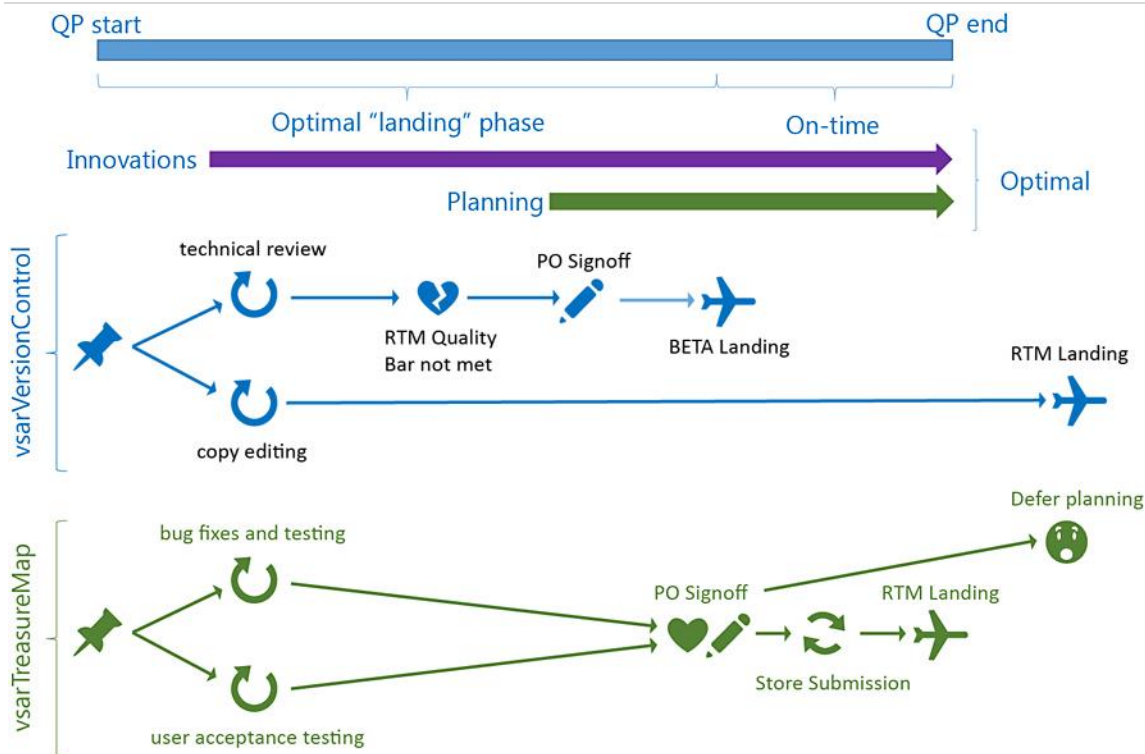 QP start
QP end
Optimal “landing” phase
On-time
Innovations
Optimal
Planning
vsarVersionControl
technical review
PO Signoff
RTM Quality
Bar not met
BETA Landing
RTM Landing
copy editing
vsarTreasureMap
Defer planning
bug fixes and testing
PO Signoff
RTM Landing
Store Submission
user acceptance testing